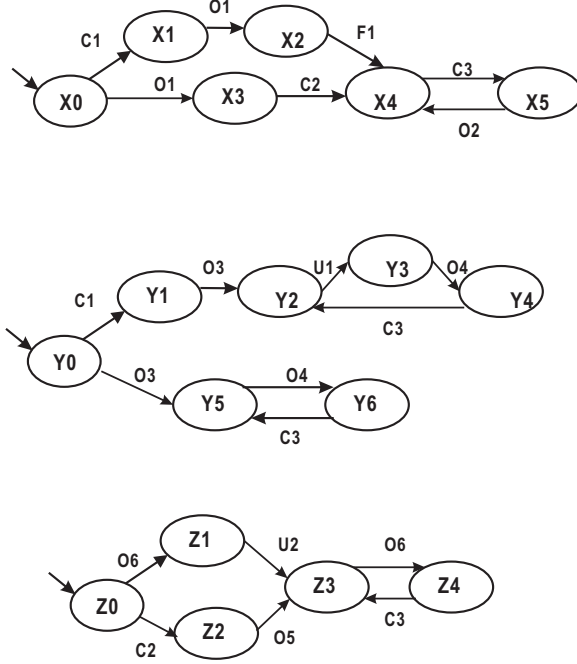 O1
C1 X1 X2 F1
C3
X0 O1 X3 C2 X4 X5
O2
O3 U1 Y3 O4
C1 Y1 Y2 Y4
C3
Y0
O3 O4
Y5 Y6
C3
Z1 U2
O6 O6
Z0 Z3 Z4
C2 Z2 O5 C3